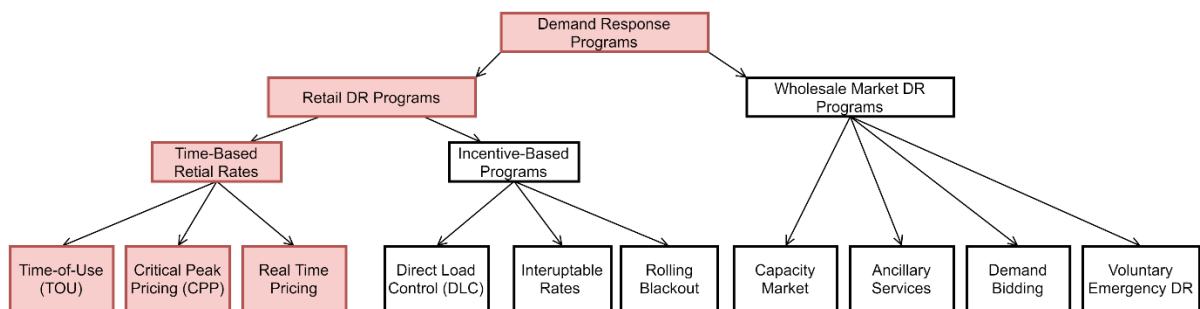 Demand Response
Programs
Retail DR Programs
Wholesale Market DR
Programs
Time-Based
Retial Rates
Incentive-Based
Programs
Time-of-Use
(TOU)
Critical Peak
Pricing (CPP)
Real Time
Pricing
Direct Load
Control (DLC)
Interuptable
Rates
Rolling
Blackout
Capacity
Market
Ancillary
Services
Demand
Bidding
Voluntary
Emergency DR